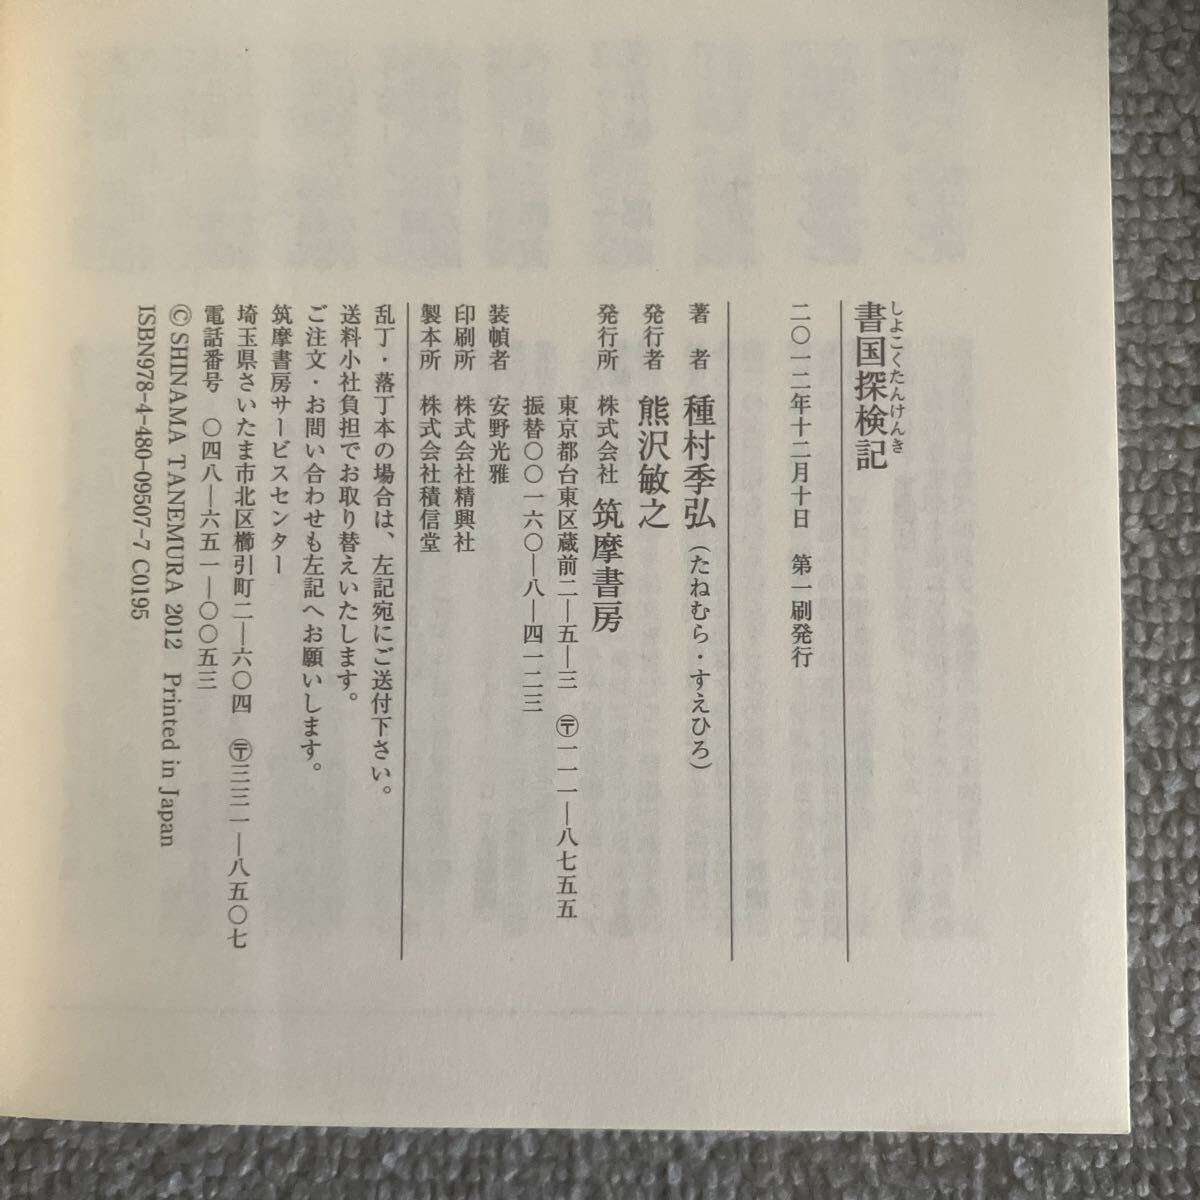 書国探検記
しよこくたんけんき
二〇一二年十二月十日　第一刷発行
著　者　種村季弘（たねむら・すえひろ）
発行者　熊沢敏之
発行所　株式会社 筑摩書房
東京都台東区蔵前二―五―三　〒一一一―八七五五
振替〇〇一六〇―八―四一二三
装幀者　安野光雅
印刷所　株式会社精興社
製本所　株式会社積信堂
乱丁・落丁本の場合は、左記宛にご送付下さい。
送料小社負担でお取り替えいたします。
ご注文・お問い合わせも左記へお願いします。
筑摩書房サービスセンター
埼玉県さいたま市北区櫛引町二―六〇四　〒三三一―八五〇七
電話番号　〇四八―六五一―〇〇五三
© SHINAMA TANEMURA 2012　Printed in Japan
ISBN978-4-480-09507-7 C0195